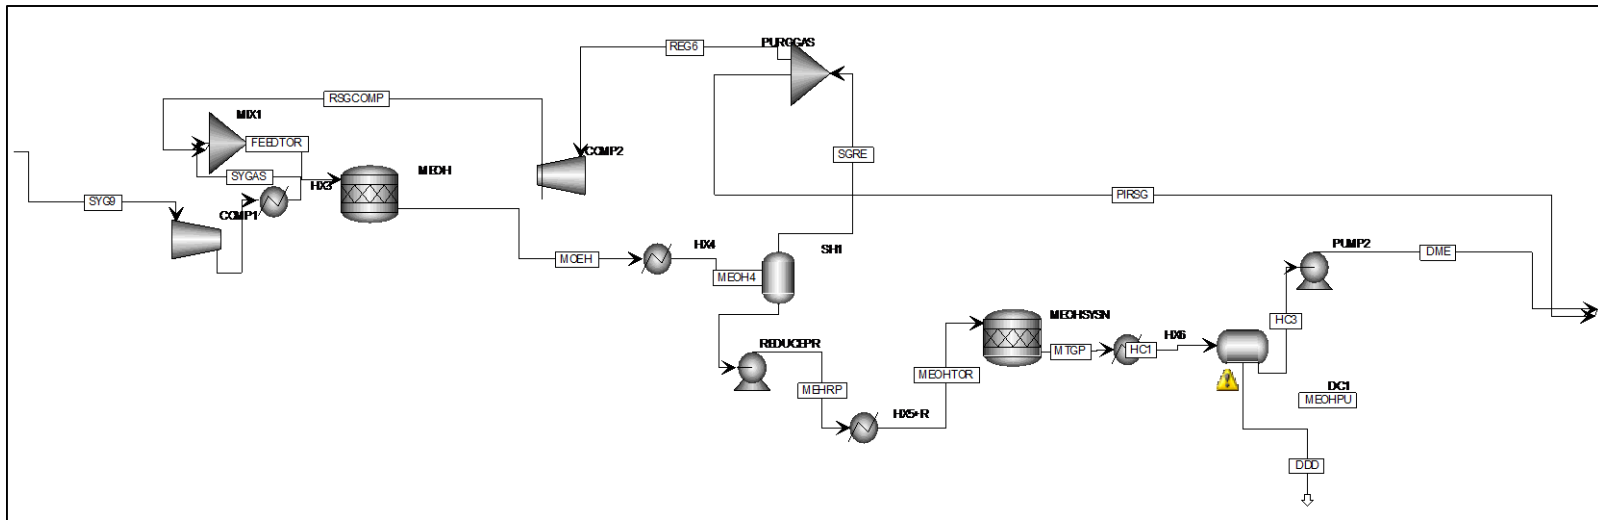 REG6
PURGGAS
RSGCOMP
MIX1
FEEDTOR
COMP2
SGRE
MEOH
SYGAS
HX3
PIRSG
SYG9
COMP1
HX4
SH1
PUMP2
DME
MOEH
MEOH4
HC3
MEOHSYSN
HX6
REDUCEPR
MTGP
HC1
MEOHTOR
MEHRP
DC1
MEOHPU
HX5+R
DDD